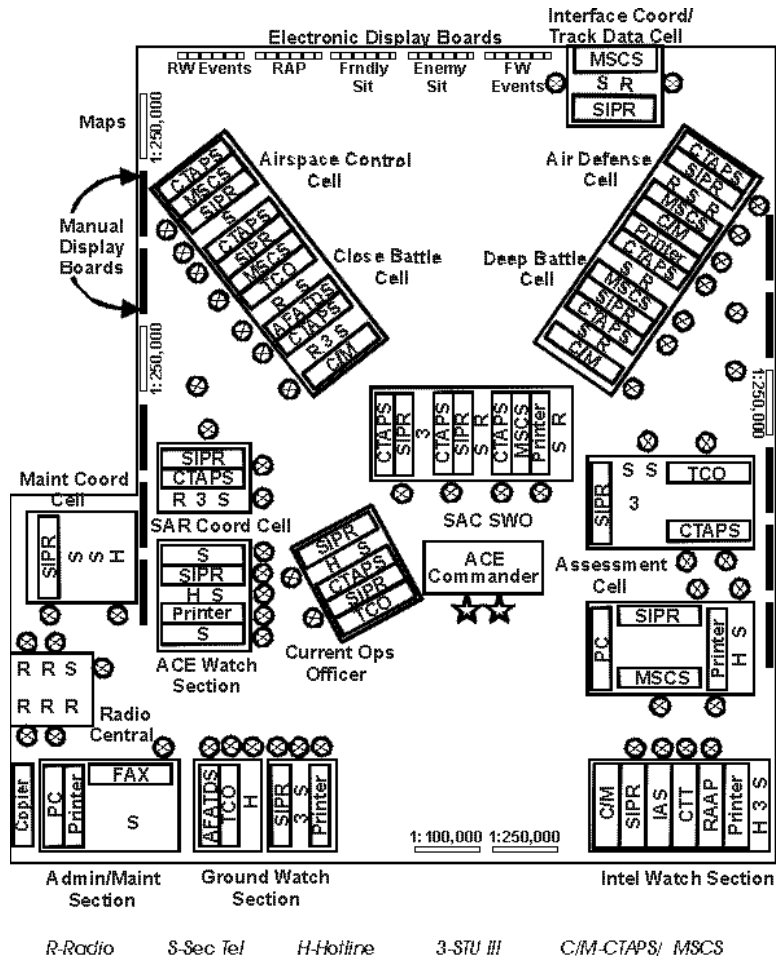 Interface Coord/
Track Data Cell
Electronic Display Boards
RW Events
RAP
Frndly
Sit
Enemy
Sit
FW
Events
MSCS
S R
SIPR
Maps
1:250,000
Manual
Display
Boards
1:250,000
Airspace Control
Cell
CTAPS
MSCS
SIPR
S
CTAPS
SIPR
MSCS
TCO
R S
AFATDS
CTAPS
R 3 S
C/M
Close Battle
Cell
Air Defense
Cell
CTAPS
SIPR
R S R
MSCS
C/M
Printer
CTAPS
S R
MSCS
SIPR
CTAPS
S R
C/M
Deep Battle
Cell
1:250,000
CTAPS
SIPR
3
CTAPS
SIPR
S R
CTAPS
MSCS
Printer
S R
SAC SWO
SIPR
CTAPS
R 3 S
SAR Coord Cell
Maint Coord
Cell
SIPR
S S H
S
SIPR
H S
Printer
S
ACE Watch
Section
SIPR
H S
CTAPS
SIPR
TCO
Current Ops
Officer
ACE
Commander
SIPR
S S
3
TCO
CTAPS
Assessment
Cell
PC
SIPR
MSCS
Printer
H S
R R S
R R R
Radio
Central
Copier
PC
Printer
FAX
S
Admin/Maint
Section
AFATDS
TCO
H
SIPR
3 S
Printer
Ground Watch
Section
1:100,000
1:250,000
C/M
SIPR
IAS
CTT
RAAP
Printer
H 3 S
Intel Watch Section
R-Radio
S-Sec Tel
H-Hotline
3-STU III
C/M-CTAPS/ MSCS